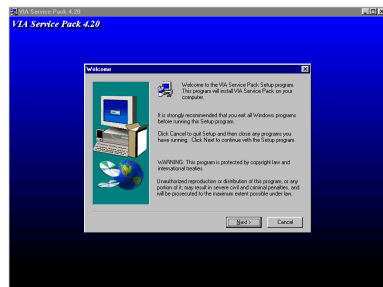 VIA Service Pack 4.20
VIA Service Pack 4.20
Welcome
Welcome to the VIA Service Pack Setup program.
This program will install VIA Service Pack on your
computer.
It is strongly recommended that you exit all Windows programs
before running this Setup program.
Click Cancel to quit Setup and then close any programs you
have running. Click Next to continue with the Setup program.
WARNING: This program is protected by copyright law and
international treaties.
Unauthorized reproduction or distribution of this program, or any
portion of it, may result in severe civil and criminal penalties, and
will be prosecuted to the maximum extent possible under law.
Next >
Cancel